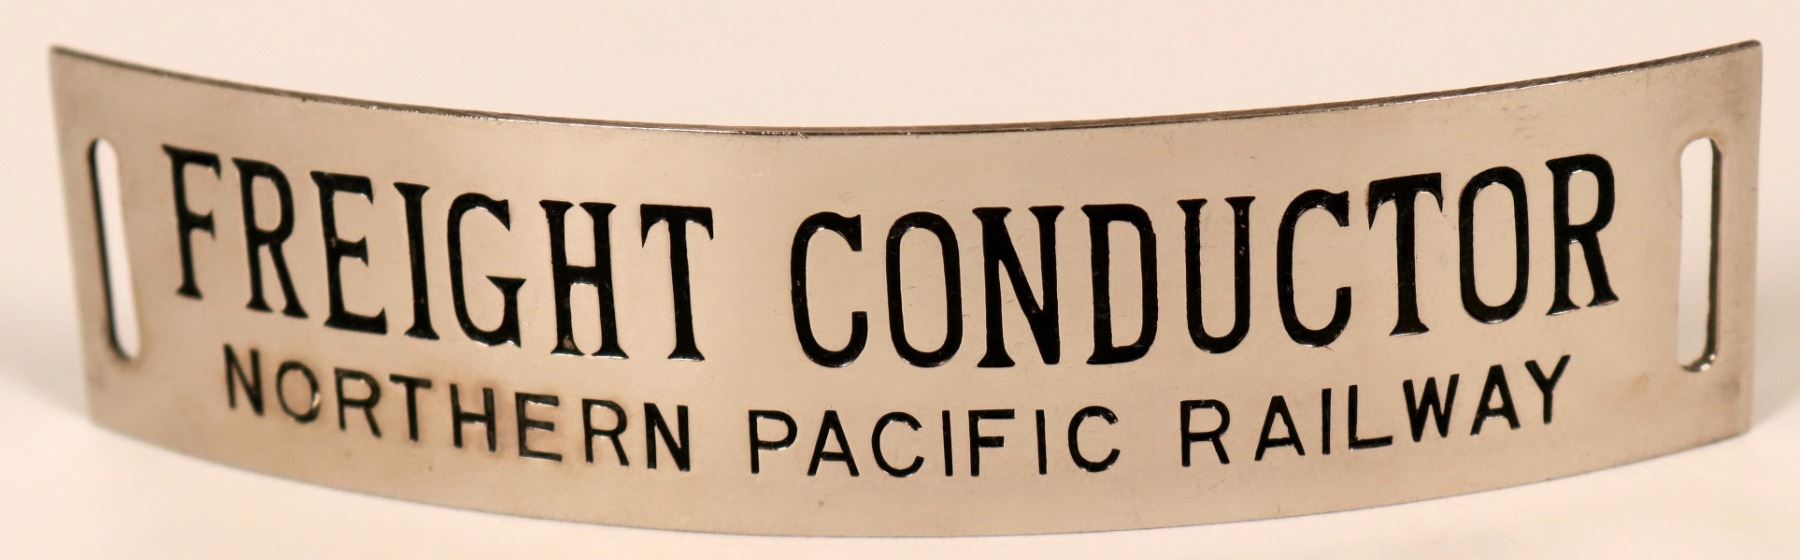 FREIGHT CONDUCTOR
NORTHERN PACIFIC RAILWAY